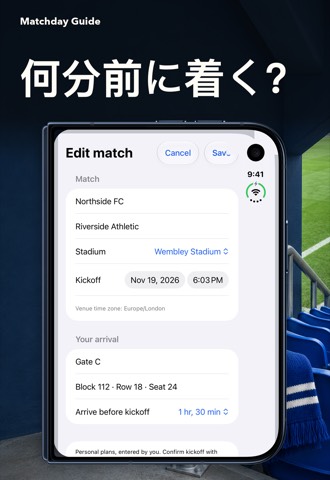 Matchday Guide
何分前に着く?
Edit match
Cancel
Sav..
9:41
Match
Northside FC
Riverside Athletic
Stadium
Wembley Stadium
Kickoff
Nov 19, 2026
6:03 PM
Venue time zone: Europe/London
Your arrival
Gate C
Block 112 · Row 18 · Seat 24
Arrive before kickoff
1 hr, 30 min
Personal plans, entered by you. Confirm kickoff with